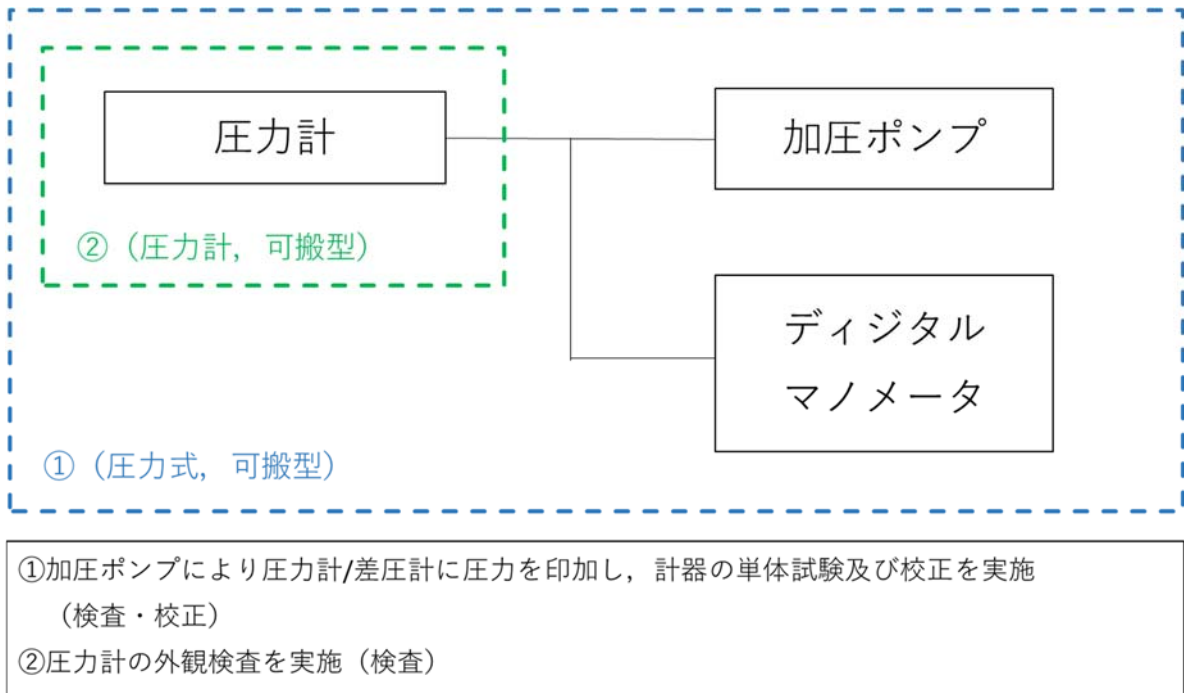 圧力計
加圧ポンプ
②（圧力計，可搬型）
ディジタル
マノメータ
①（圧力式，可搬型）
①加圧ポンプにより圧力計/差圧計に圧力を印加し，計器の単体試験及び校正を実施
（検査・校正）
②圧力計の外観検査を実施（検査）